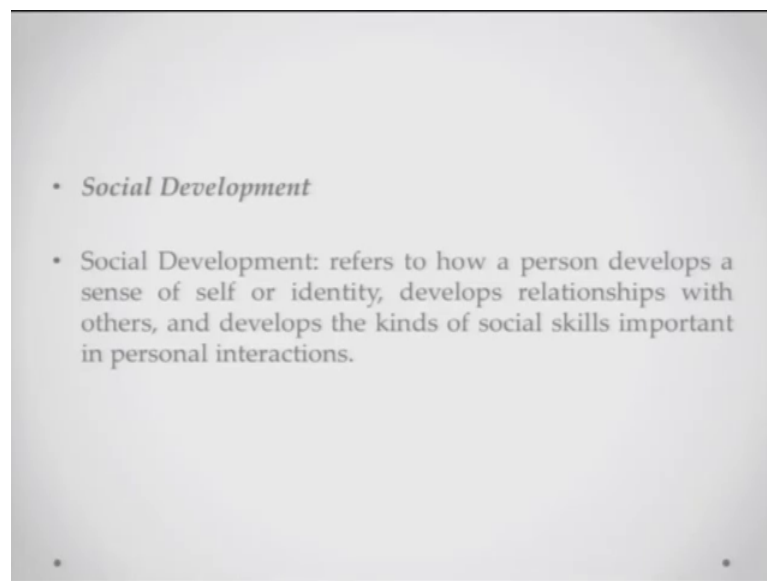 • Social Development
• Social Development: refers to how a person develops a
sense of self or identity, develops relationships with
others, and develops the kinds of social skills important
in personal interactions.